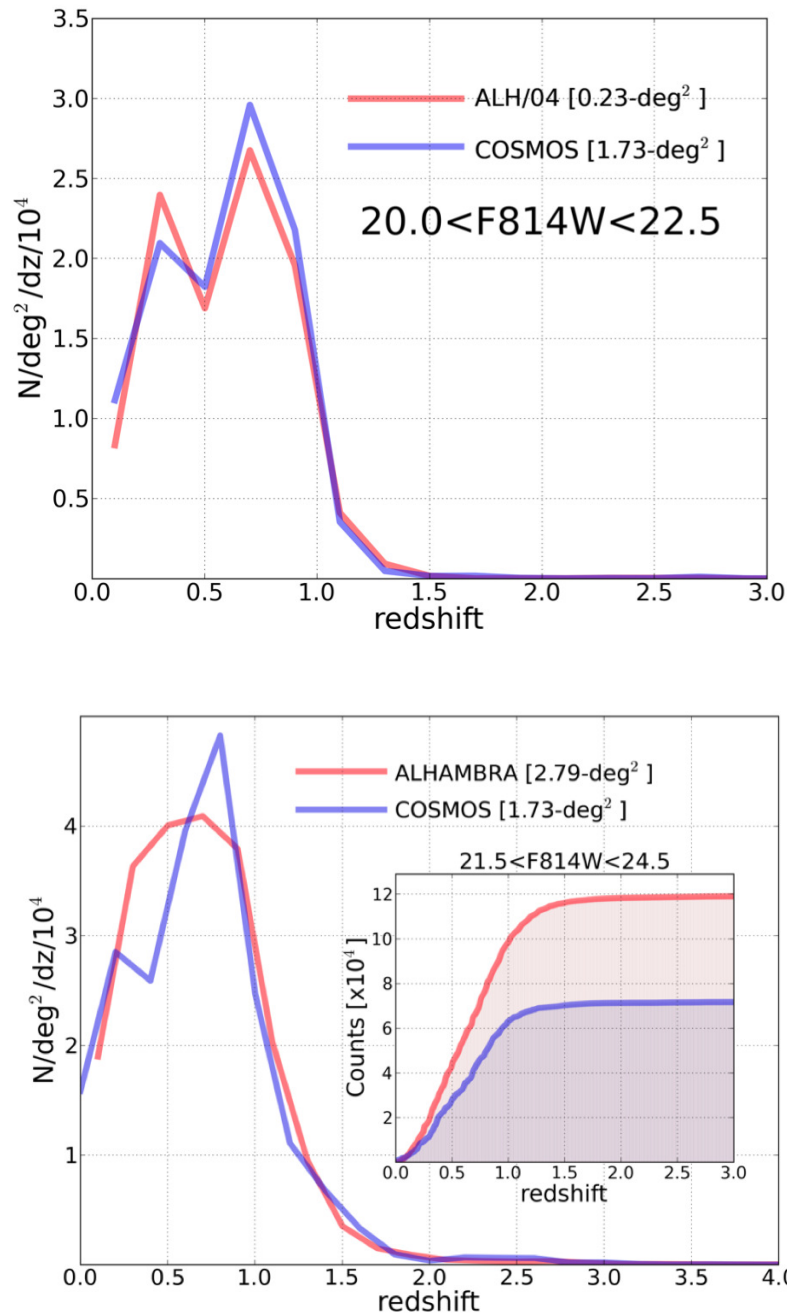 3.5
3.0
2.5
2.0
1.5
1.0
0.5
N/deg²/dz/10⁴
ALH/04 [0.23-deg² ]
COSMOS [1.73-deg² ]
20.0<F814W<22.5
0.0 0.5 1.0 1.5 2.0 2.5 3.0
redshift
4
3
2
1
N/deg²/dz/10⁴
ALHAMBRA [2.79-deg² ]
COSMOS [1.73-deg² ]
21.5<F814W<24.5
12
10
8
6
4
2
Counts [x10⁴ ]
0.0 0.5 1.0 1.5 2.0 2.5 3.0
redshift
0.0 0.5 1.0 1.5 2.0 2.5 3.0 3.5 4.0
redshift